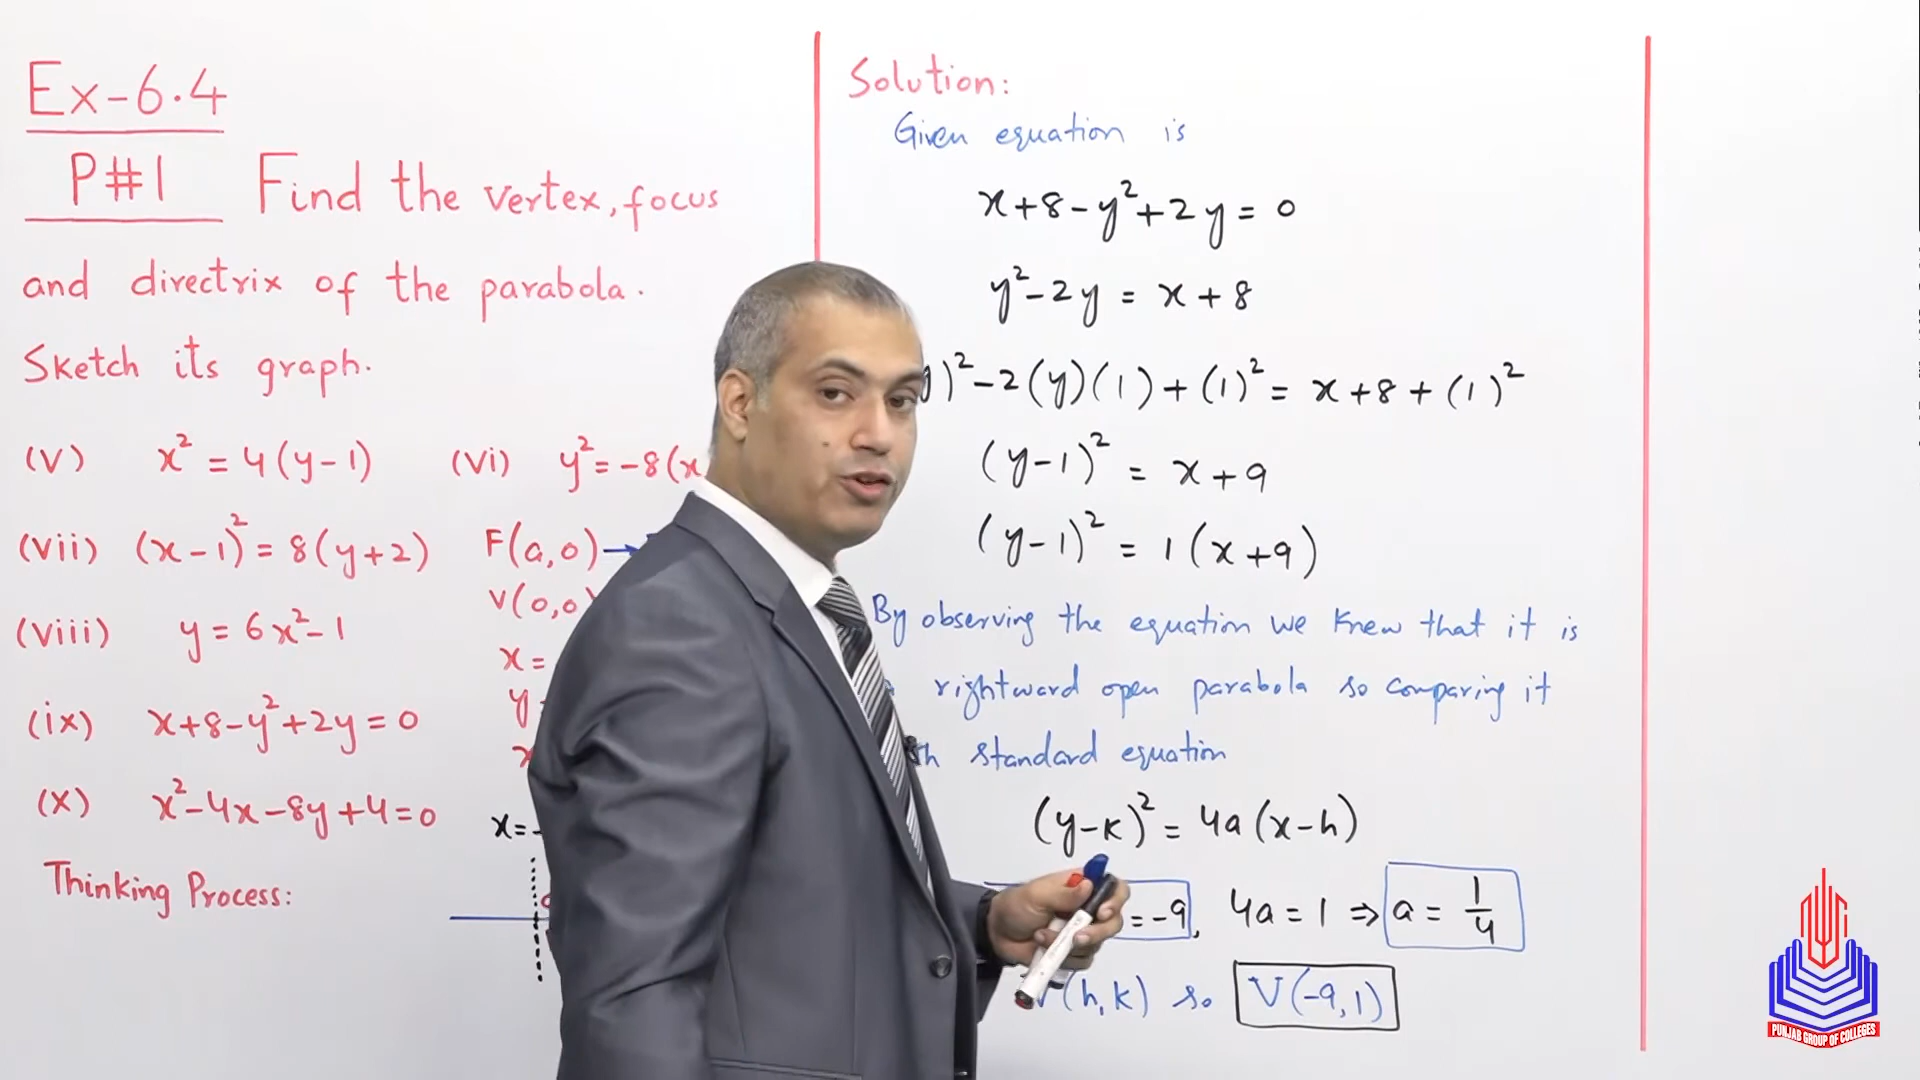 Ex-6.4
P#1 Find the vertex, focus
and directrix of the parabola.
Sketch its graph.
(v) x² = 4(y-1) (vi) y² = -8(x
(vii) (x-1)² = 8(y+2) F(a,0)→
(viii) y = 6x²-1 V(0,0)
x =
y
(ix) x+8-y²+2y = 0
x
(x) x²-4x-8y+4=0
x=-
Thinking Process:
Solution:
Given equation is
x+8-y²+2y = 0
y²-2y = x+8
)²-2(y)(1)+(1)² = x+8+(1)²
(y-1)² = x+9
(y-1)² = 1(x+9)
By observing the equation we knew that it is
rightward open parabola so comparing it
standard equation
(y-k)² = 4a(x-h)
=-9, 4a=1 ⇒ a= 1/4
V(h,k) so V(-9,1)
PUNJAB GROUP OF COLLEGES